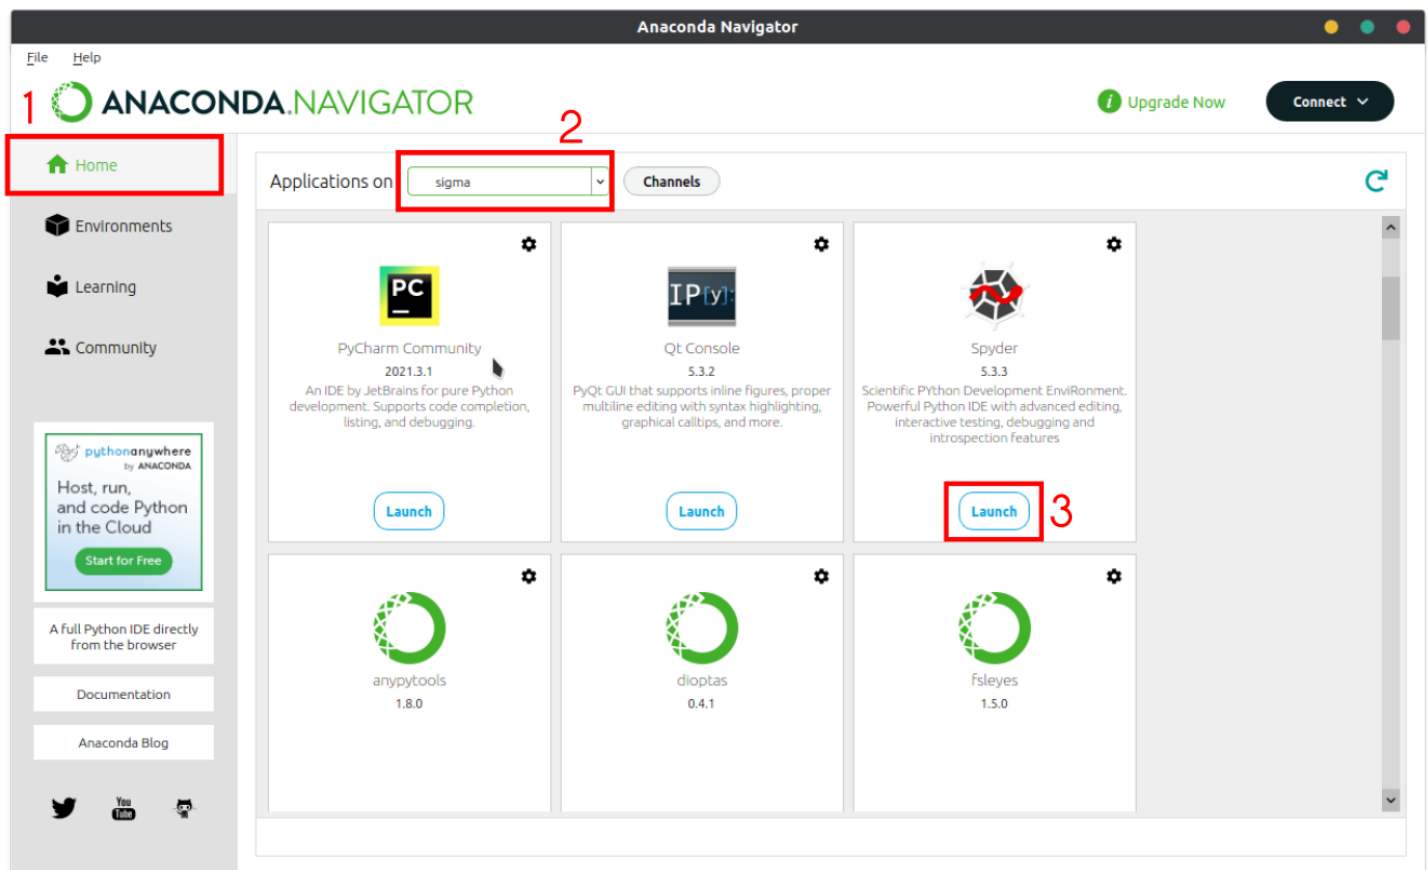 Anaconda Navigator
File Help
1
ANACONDA.NAVIGATOR
i Upgrade Now
Connect
2
Home
Applications on
sigma
Channels
Environments
Learning
Community
PC
PyCharm Community
2021.3.1
An IDE by JetBrains for pure Python
development. Supports code completion,
listing, and debugging.
Launch
IP[y]:
Qt Console
5.3.2
PyQt GUI that supports inline figures, proper
multiline editing with syntax highlighting,
graphical calltips, and more.
Launch
Spyder
5.3.3
Scientific PYthon Development EnviRonment.
Powerful Python IDE with advanced editing,
interactive testing, debugging and
introspection features
Launch
3
pythonanywhere
by ANACONDA
Host, run,
and code Python
in the Cloud
Start for Free
A full Python IDE directly
from the browser
Documentation
Anaconda Blog
You
Tube
anypytools
1.8.0
dioptas
0.4.1
fsleyes
1.5.0